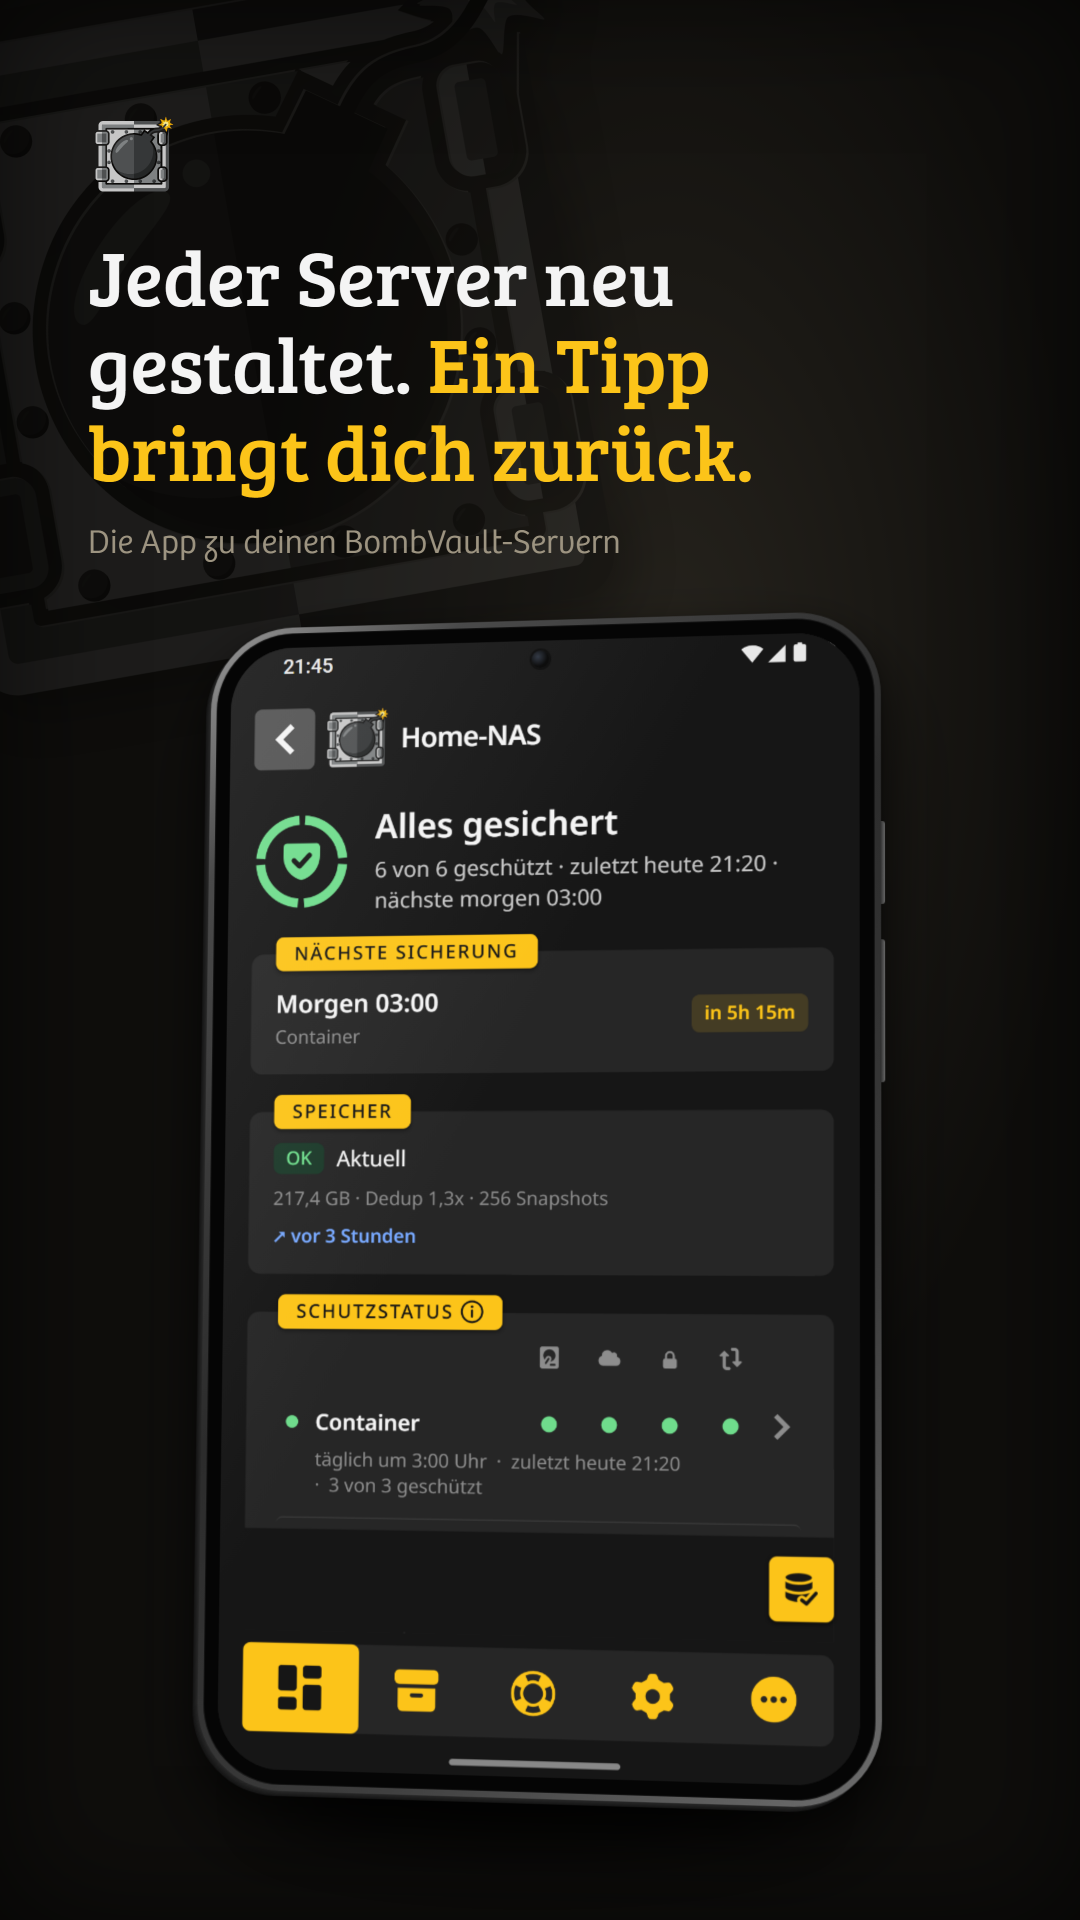 Jeder Server neu
gestaltet. Ein Tipp
bringt dich zurück.
Die App zu deinen BombVault-Servern
21:45
Home-NAS
Alles gesichert
6 von 6 geschützt · zuletzt heute 21:20 ·
nächste morgen 03:00
NÄCHSTE SICHERUNG
Morgen 03:00
in 5h 15m
Container
SPEICHER
OK Aktuell
217,4 GB · Dedup 1,3x · 256 Snapshots
↗ vor 3 Stunden
SCHUTZSTATUS
Container
täglich um 3:00 Uhr · zuletzt heute 21:20
· 3 von 3 geschützt